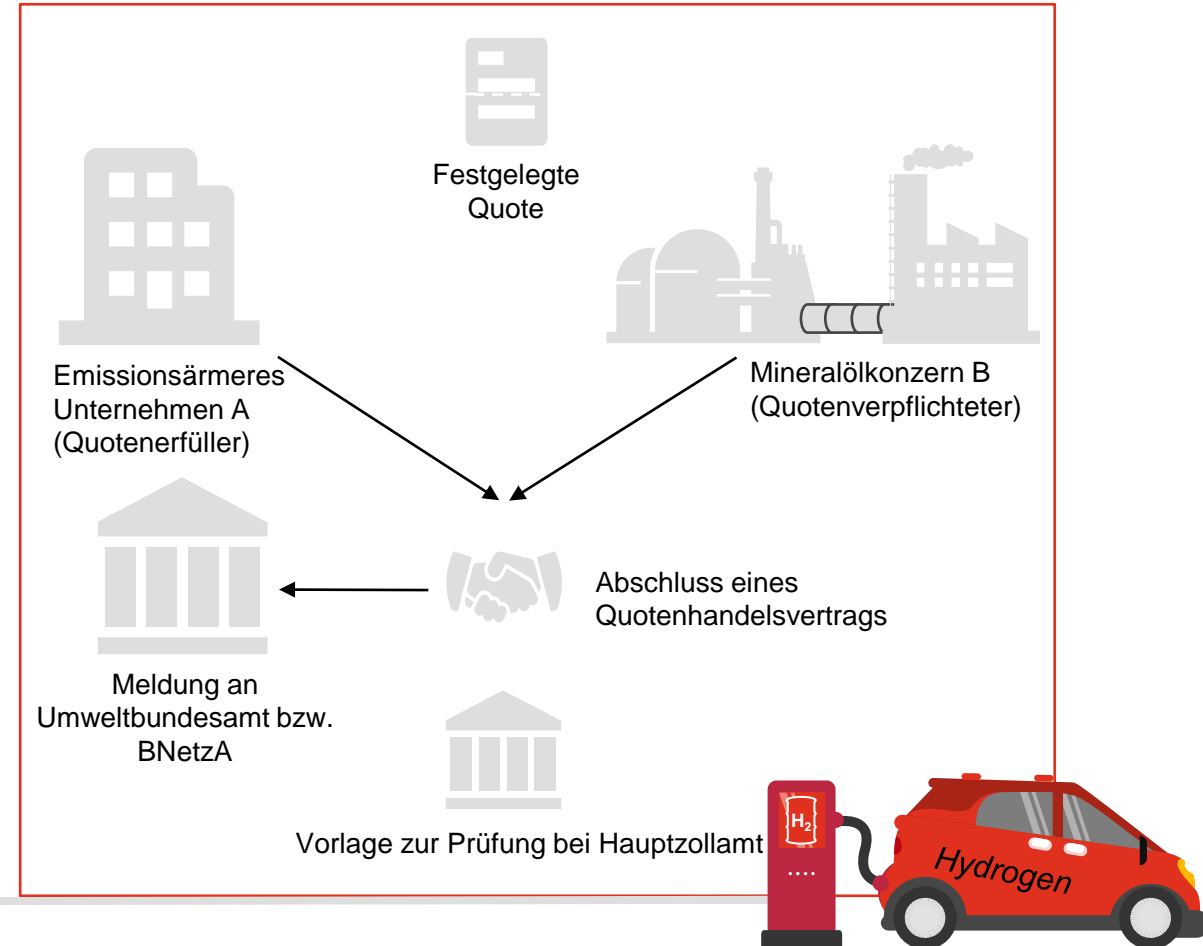 Festgelegte
Quote
Emissionsärmeres
Unternehmen A
(Quotenerfüller)
Mineralölkonzern B
(Quotenverpflichteter)
Abschluss eines
Quotenhandelsvertrags
Meldung an
Umweltbundesamt bzw.
BNetzA
Vorlage zur Prüfung bei Hauptzollamt
H₂
Hydrogen